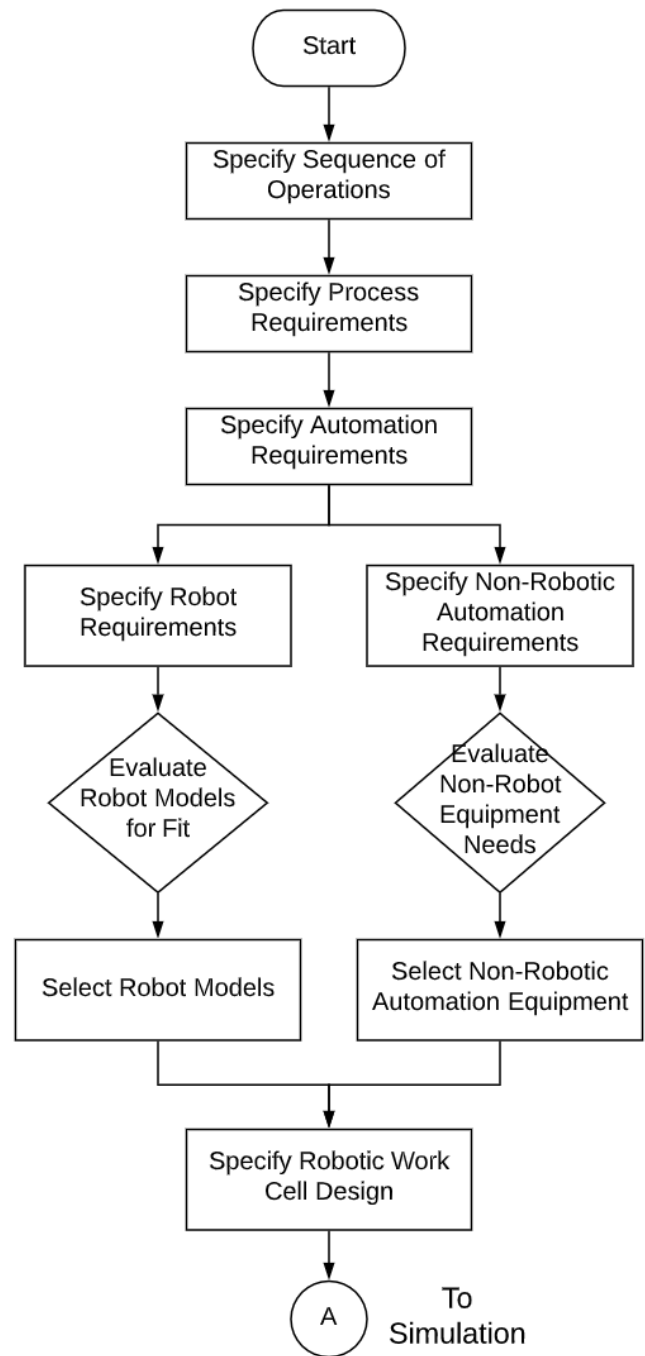 Start
Specify Sequence of
Operations
Specify Process
Requirements
Specify Automation
Requirements
Specify Robot
Requirements
Specify Non-Robotic
Automation
Requirements
Evaluate
Robot Models
for Fit
Evaluate
Non-Robot
Equipment
Needs
Select Robot Models
Select Non-Robotic
Automation Equipment
Specify Robotic Work
Cell Design
A
To
Simulation